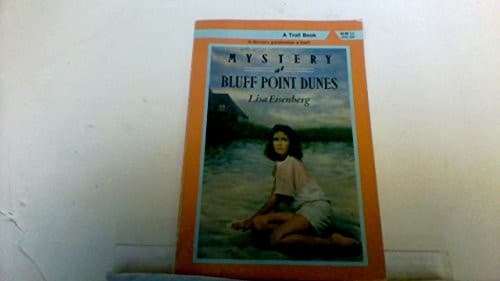 A Troll Book
MYSTERY
at
BLUFF POINT DUNES
Lisa Eisenberg